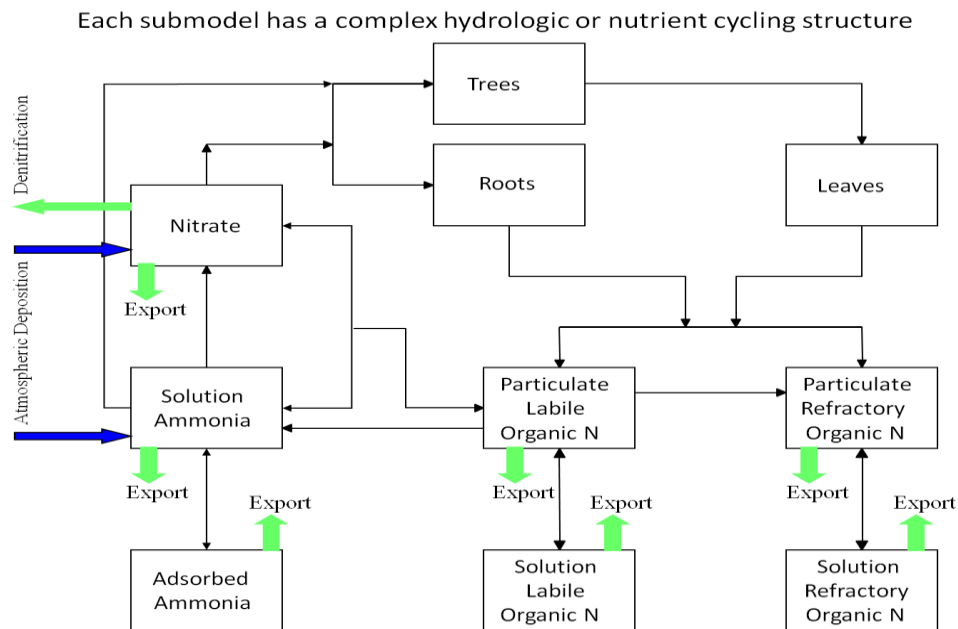 Each submodel has a complex hydrologic or nutrient cycling structure
Trees
Denitrification
Roots
Leaves
Nitrate
Atmospheric Deposition
Export
Solution
Ammonia
Particulate
Labile
Organic N
Particulate
Refractory
Organic N
Export
Export
Export
Export
Export
Export
Adsorbed
Ammonia
Solution
Labile
Organic N
Solution
Refractory
Organic N